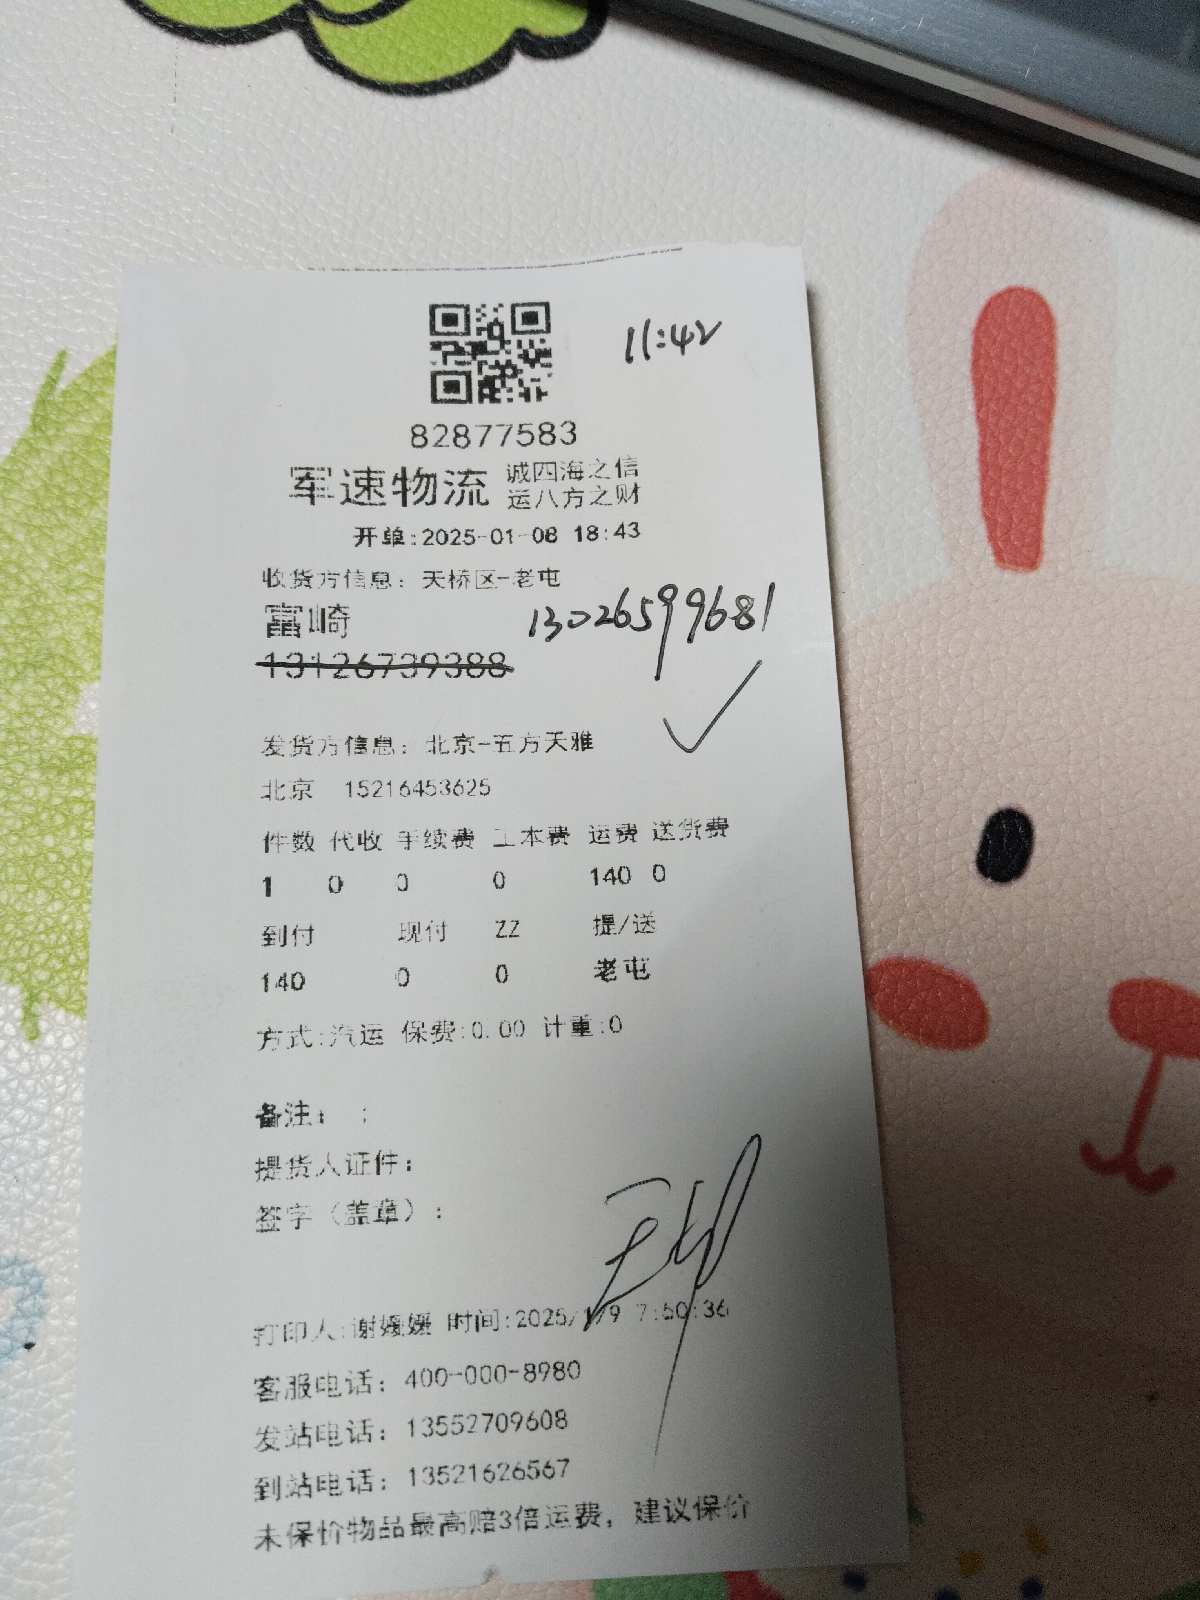 11:42
82877583
军速物流 诚四海之信
运八方之财
开单:2025-01-08 18:43
收货方信息: 天桥区-老屯
富崎 13026599681
13126739388
发货方信息: 北京-五方天雅
北京 15216453625
件数 代收 手续费 工本费 运费 送货费
1 0 0 0 140 0
到付 现付 ZZ 提/送
140 0 0 老屯
方式:汽运 保费:0.00 计重:0
备注: ;
提货人证件:
签字（盖章）:
打印人:谢媛媛 时间:2025/1/9 7:50:36
客服电话: 400-000-8980
发站电话: 13552709608
到站电话: 13521626567
未保价物品最高赔3倍运费, 建议保价